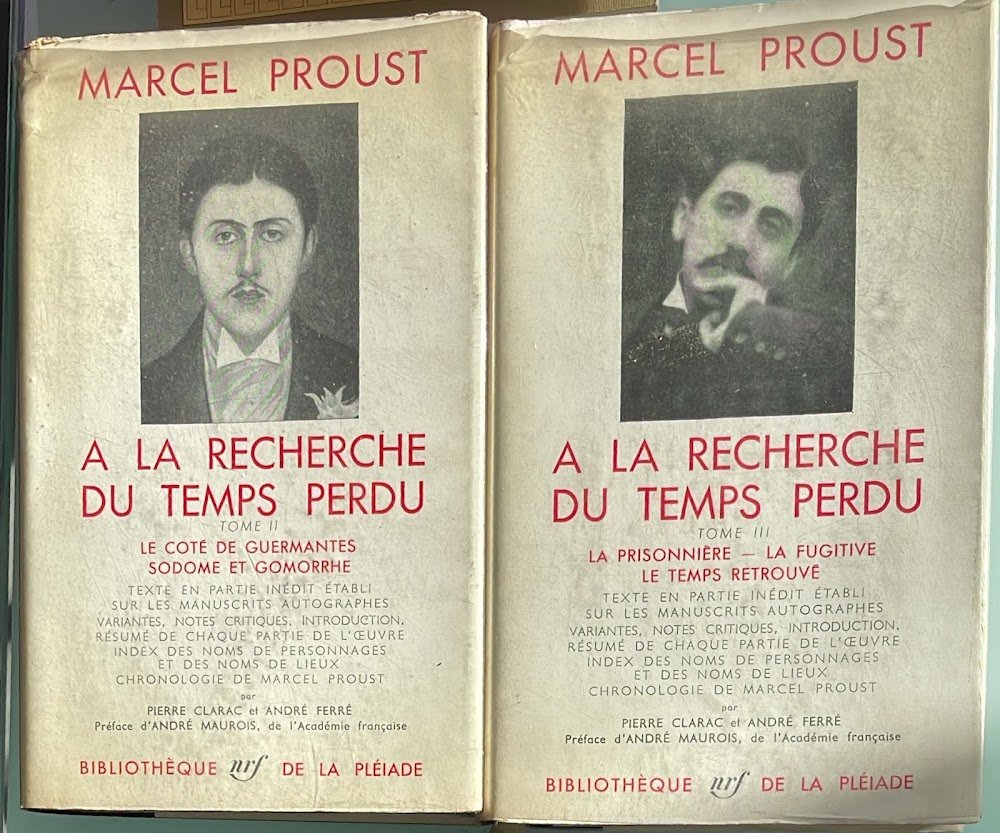 MARCEL PROUST
A LA RECHERCHE
DU TEMPS PERDU
TOME II
LE COTÉ DE GUERMANTES
SODOME ET GOMORRHE
TEXTE EN PARTIE INÉDIT ÉTABLI
SUR LES MANUSCRITS AUTOGRAPHES
VARIANTES, NOTES CRITIQUES, INTRODUCTION,
RÉSUMÉ DE CHAQUE PARTIE DE L'ŒUVRE
INDEX DES NOMS DE PERSONNAGES
ET DES NOMS DE LIEUX
CHRONOLOGIE DE MARCEL PROUST
par
PIERRE CLARAC et ANDRÉ FERRÉ
Préface d'ANDRÉ MAUROIS, de l'Académie française
BIBLIOTHÈQUE nrf DE LA PLÉIADE
MARCEL PROUST
A LA RECHERCHE
DU TEMPS PERDU
TOME III
LA PRISONNIÈRE — LA FUGITIVE
LE TEMPS RETROUVÉ
TEXTE EN PARTIE INÉDIT ÉTABLI
SUR LES MANUSCRITS AUTOGRAPHES
VARIANTES, NOTES CRITIQUES, INTRODUCTION,
RÉSUMÉ DE CHAQUE PARTIE DE L'ŒUVRE
INDEX DES NOMS DE PERSONNAGES
ET DES NOMS DE LIEUX
CHRONOLOGIE DE MARCEL PROUST
par
PIERRE CLARAC et ANDRÉ FERRÉ
Préface d'ANDRÉ MAUROIS, de l'Académie française
BIBLIOTHÈQUE nrf DE LA PLÉIADE